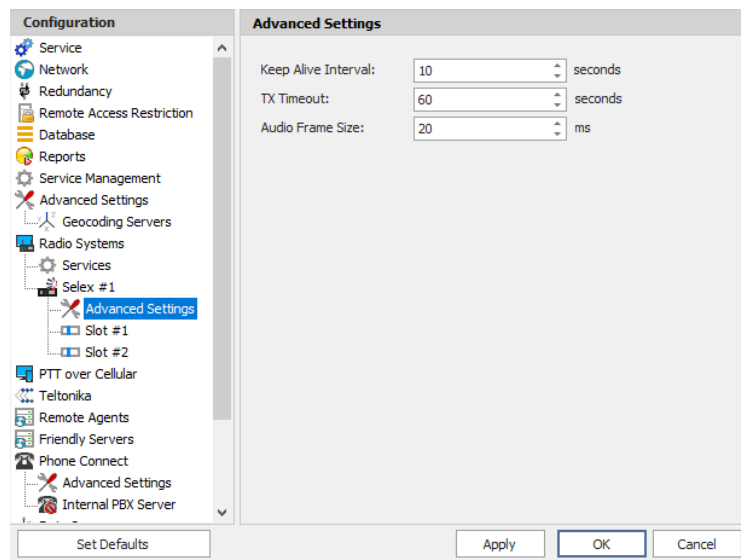 Configuration
Service
Network
Redundancy
Remote Access Restriction
Database
Reports
Service Management
Advanced Settings
Geocoding Servers
Radio Systems
Services
Selex #1
Advanced Settings
Slot #1
Slot #2
PTT over Cellular
Teltonika
Remote Agents
Friendly Servers
Phone Connect
Advanced Settings
Internal PBX Server
Set Defaults
Advanced Settings
Keep Alive Interval: 10 seconds
TX Timeout: 60 seconds
Audio Frame Size: 20 ms
Apply OK Cancel